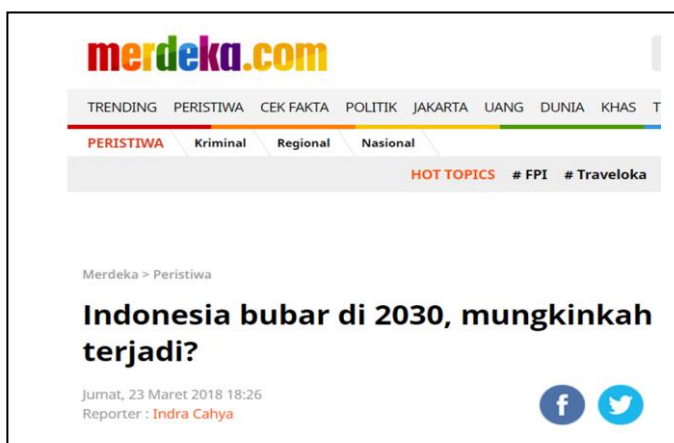 merdeka.com
TRENDING PERISTIWA CEK FAKTA POLITIK JAKARTA UANG DUNIA KHAS T
PERISTIWA Kriminal Regional Nasional
HOT TOPICS # FPI # Traveloka
Merdeka > Peristiwa
Indonesia bubar di 2030, mungkinkah
terjadi?
Jumat, 23 Maret 2018 18:26
Reporter : Indra Cahya